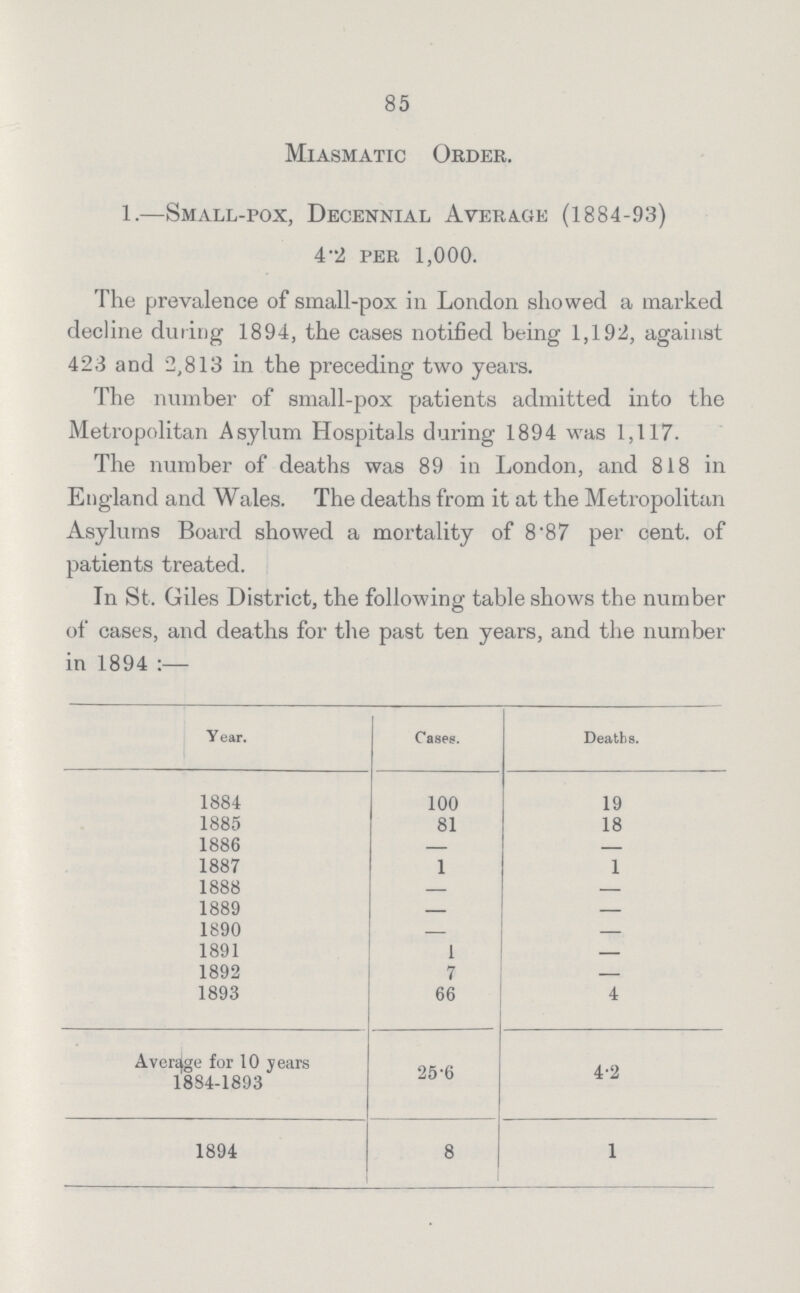 85
MIASMATIC ORDER.
1.—SMALL-POX, DECENNIAL AVERAGE (1884-93)
4·2 PER 1,000.
The prevalence of small-pox in London showed a marked
decline during 1894, the cases notified being 1,192, against
423 and 2,813 in the preceding two years.
The number of small-pox patients admitted into the
Metropolitan Asylum Hospitals during 1894 was 1,117.
The number of deaths was 89 in London, and 818 in
England and Wales. The deaths from it at the Metropolitan
Asylums Board showed a mortality of 8·87 per cent. of
patients treated.
In St. Giles District, the following table shows the number
of cases, and deaths for the past ten years, and the number
in 1894 :—
Year. Cases. Deaths.
1884 100 19
1885 81 18
1886 — —
1887 1 1
1888 — —
1889 — —
1890 — —
1891 1 —
1892 7 —
1893 66 4
Average for 10 years
1884-1893 25·6 4·2
1894 8 1